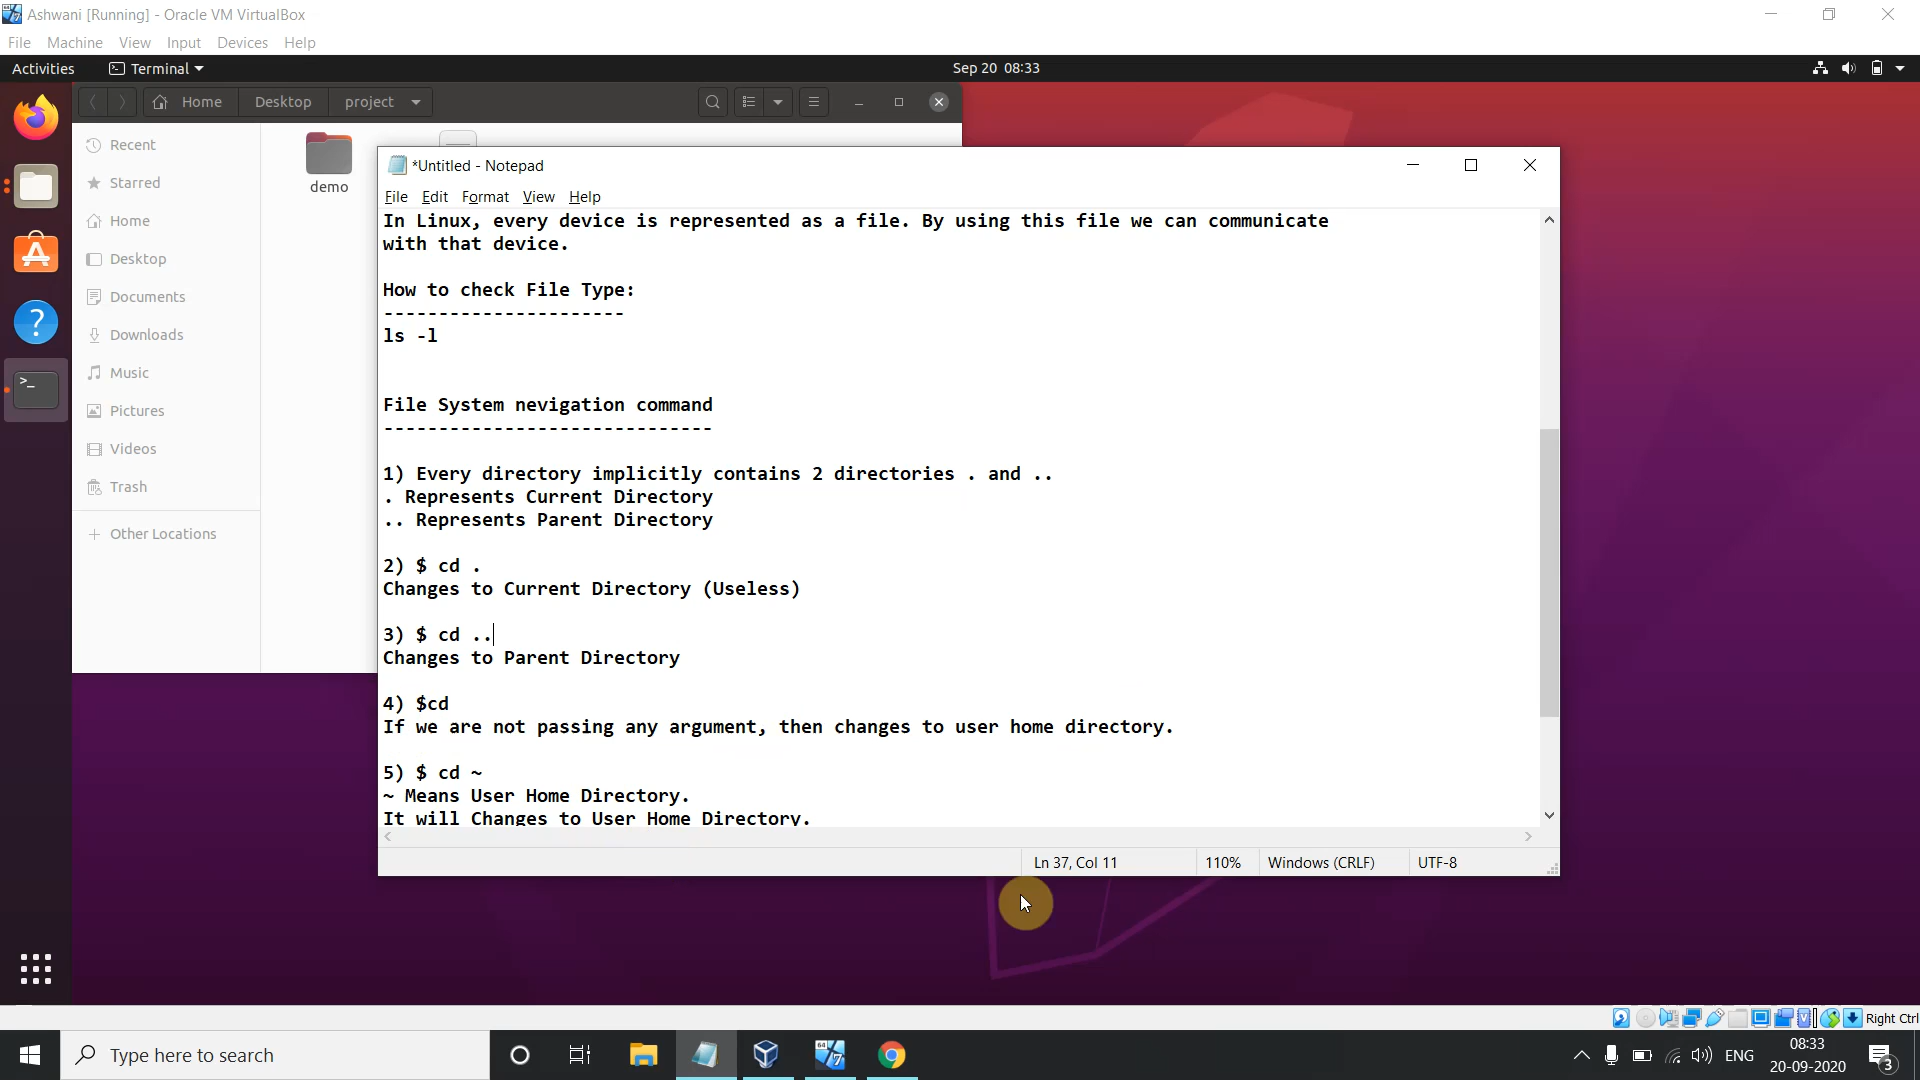 Ashwani [Running] - Oracle VM VirtualBox
File Machine View Input Devices Help
Activities Terminal Sep 20 08:33
Home Desktop project
Recent
Starred
Home
Desktop
Documents
Downloads
Music
Pictures
Videos
Trash
+ Other Locations
demo
*Untitled - Notepad
File Edit Format View Help
In Linux, every device is represented as a file. By using this file we can communicate
with that device.
How to check File Type:
----------------------
ls -l
File System nevigation command
------------------------------
1) Every directory implicitly contains 2 directories . and ..
. Represents Current Directory
.. Represents Parent Directory
2) $ cd .
Changes to Current Directory (Useless)
3) $ cd ..
Changes to Parent Directory
4) $cd
If we are not passing any argument, then changes to user home directory.
5) $ cd ~
~ Means User Home Directory.
It will Changes to User Home Directory.
Ln 37, Col 11 110% Windows (CRLF) UTF-8
Right Ctrl
Type here to search
ENG
08:33
20-09-2020
3